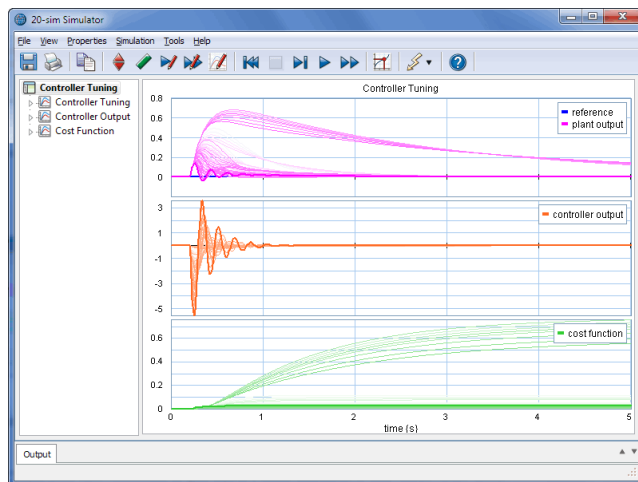 20-sim Simulator
File View Properties Simulation Tools Help
Controller Tuning
Controller Tuning
Controller Output
Cost Function
Controller Tuning
0.8
0.6
0.4
0.2
0
reference
plant output
3
1
-1
-3
-5
controller output
0.6
0.4
0.2
0
cost function
0 1 2 3 4 5
time (s)
Output